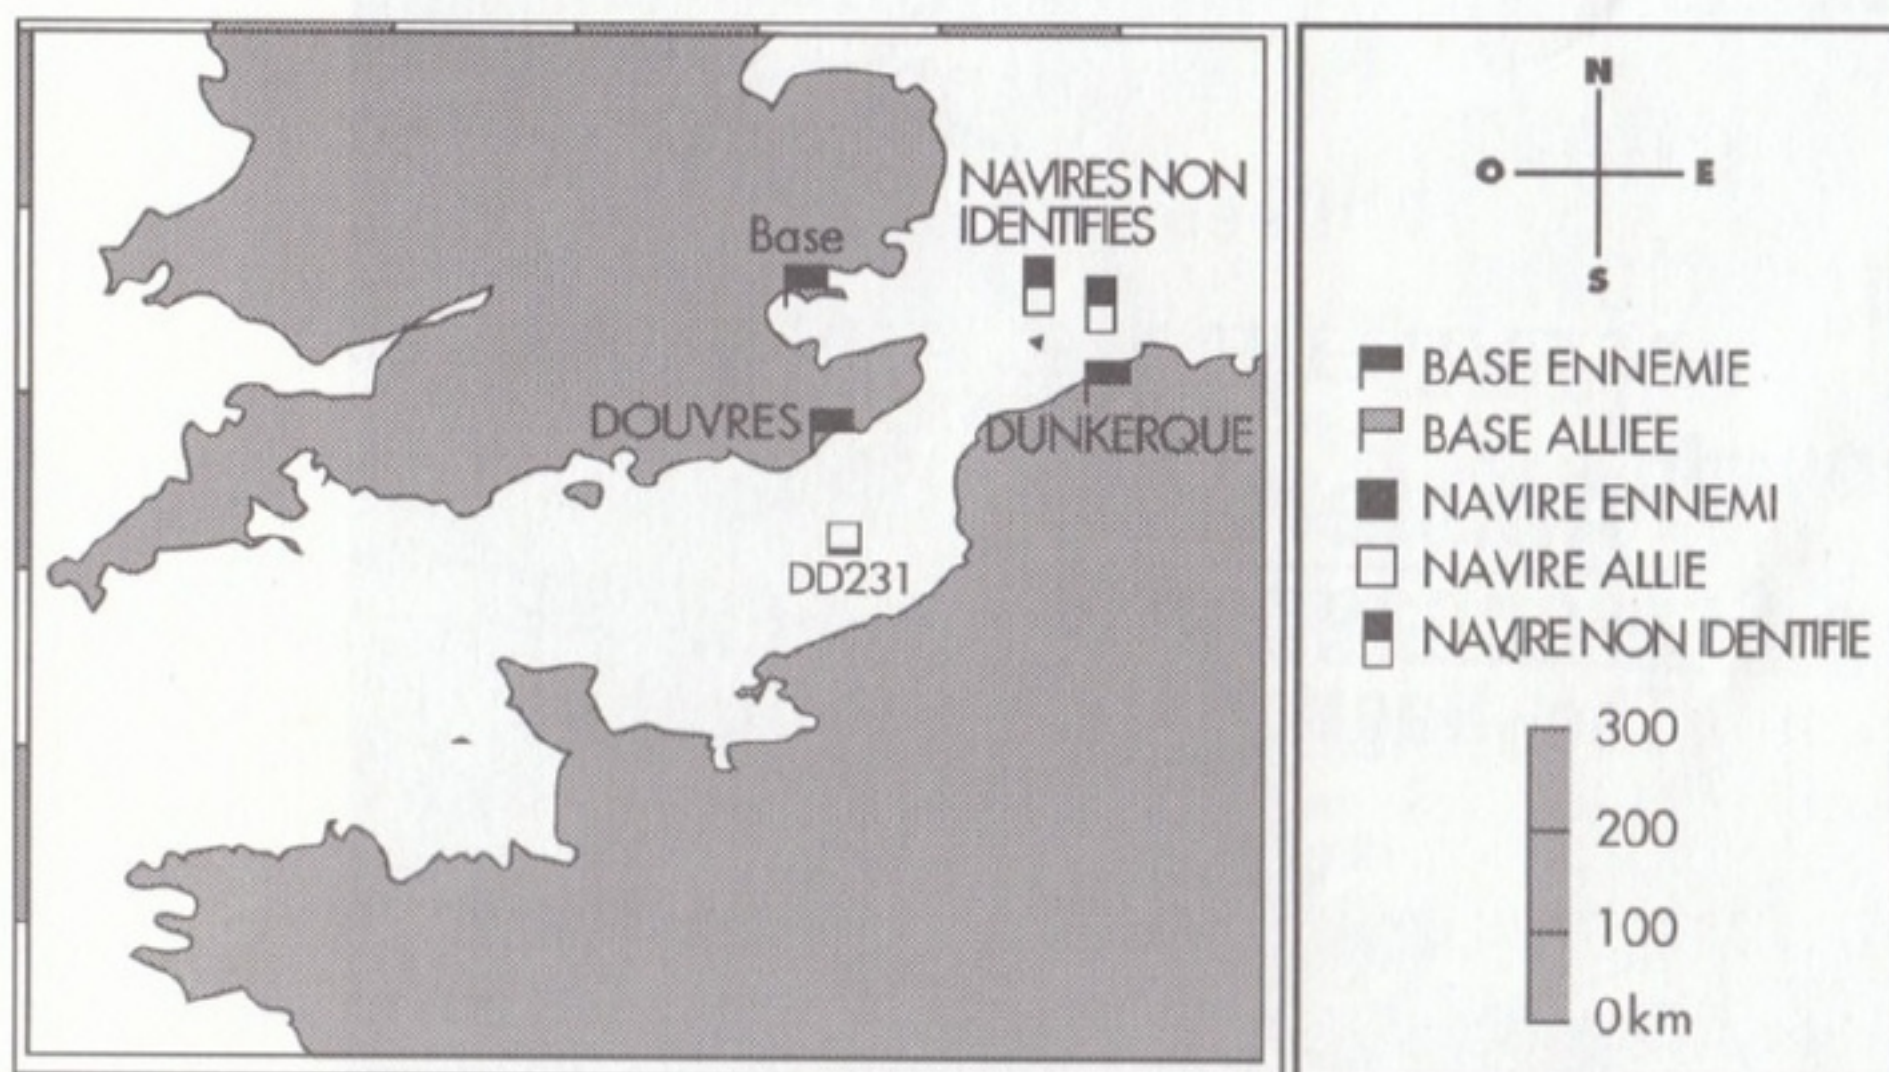 NAVIRES NON
IDENTIFIES
Base
DOUVRES
DUNKERQUE
DD231
N
O
E
S
BASE ENNEMIE
BASE ALLIEE
NAVIRE ENNEMI
NAVIRE ALLIE
NAVIRE NON IDENTIFIE
300
200
100
0km